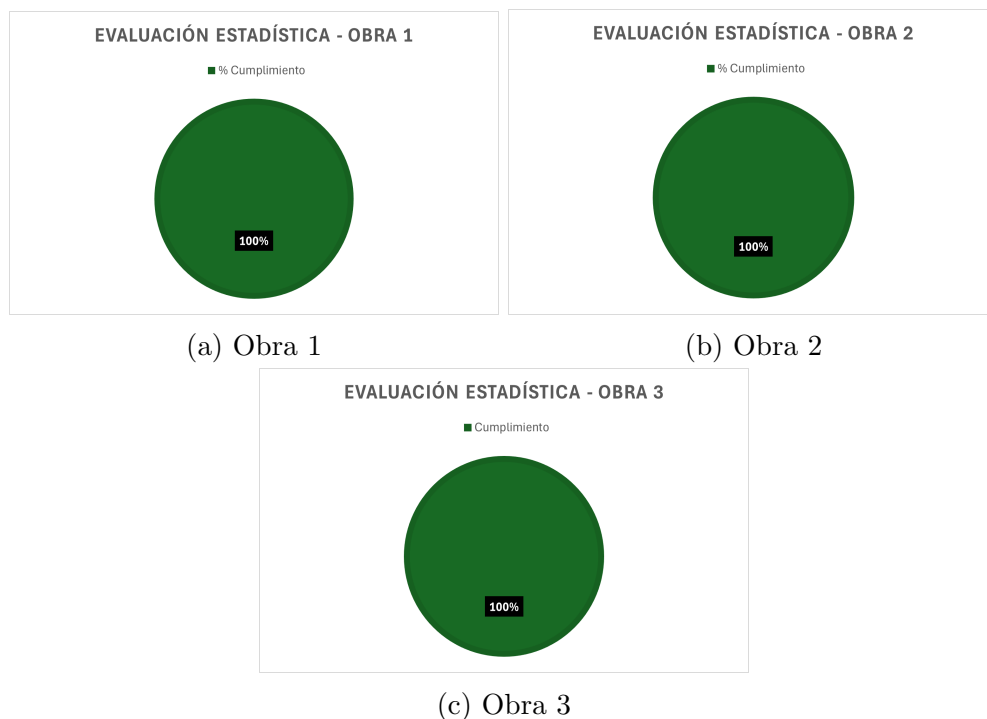 EVALUACIÓN ESTADÍSTICA - OBRA 1
% Cumplimiento
100%
(a) Obra 1
EVALUACIÓN ESTADÍSTICA - OBRA 2
% Cumplimiento
100%
(b) Obra 2
EVALUACIÓN ESTADÍSTICA - OBRA 3
Cumplimiento
100%
(c) Obra 3